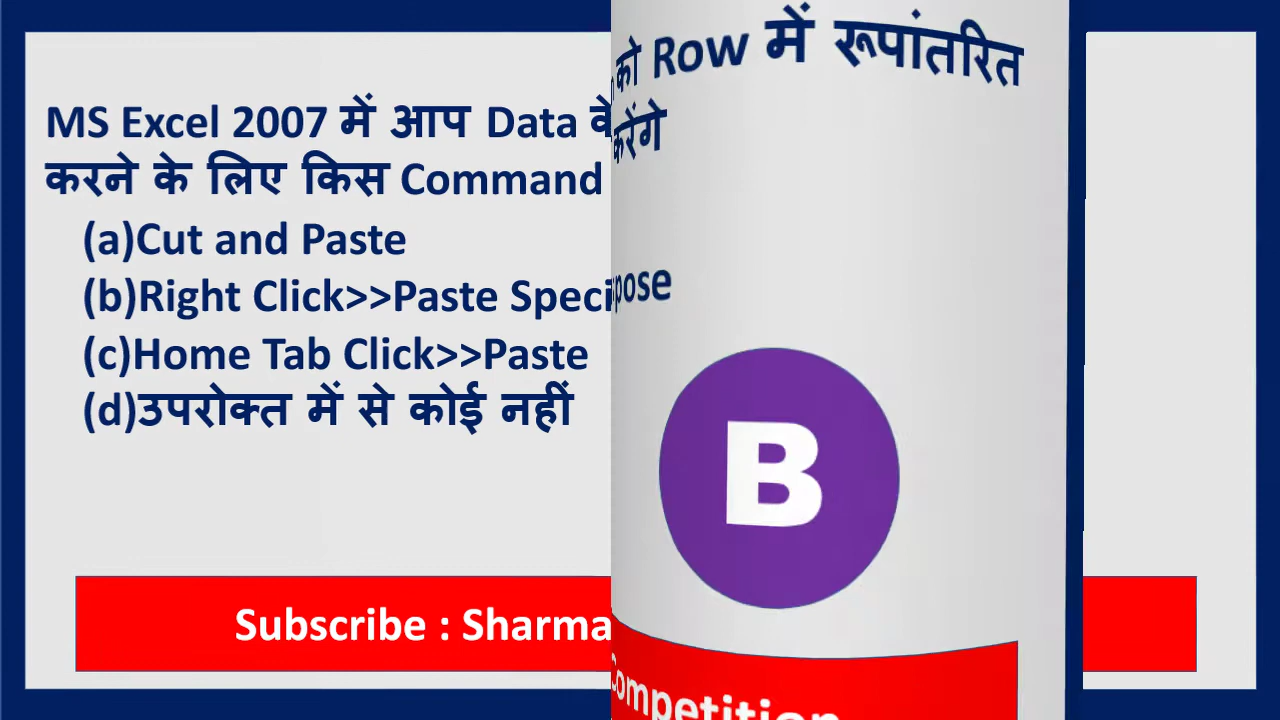 MS Excel 2007 में आप Data को Row में रूपांतरित
करने के लिए किस Command करेंगे
(a)Cut and Paste
(b)Right Click>>Paste Speci pose
(c)Home Tab Click>>Paste
(d)उपरोक्त में से कोई नहीं
B
Subscribe : Sharma Competition